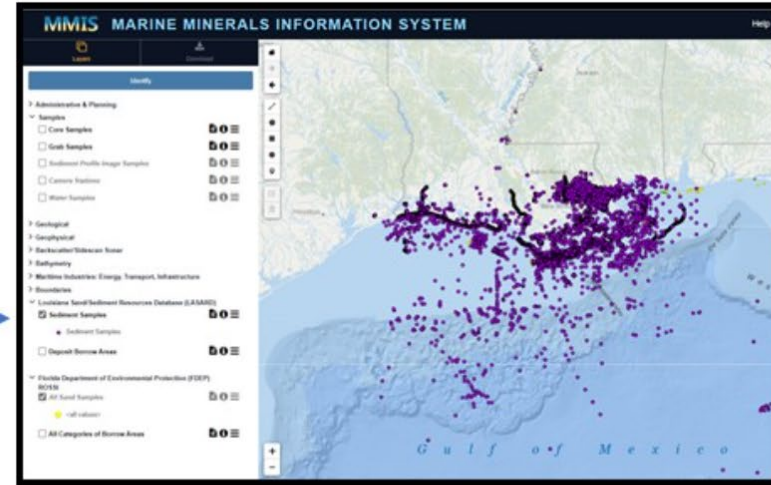 MMIS MARINE MINERALS INFORMATION SYSTEM
Help
Layers
Download
Identify
Administrative & Planning
Samples
Core Samples
Grab Samples
Sediment Profile Image Samples
Camera Stations
Water Samples
Geological
Geophysical
Backscatter/Sidescan Sonar
Bathymetry
Maritime Industries: Energy, Transport, Infrastructure
Boundaries
Louisiana Sand/Sediment Resources Database (LASARD)
Sediment Samples
Sediment Samples
Deposit Borrow Areas
Florida Department of Environmental Protective (FDEP)
ROSSI
All Sand Samples
<all values>
All Categories of Borrow Areas
Gulf of Mexico